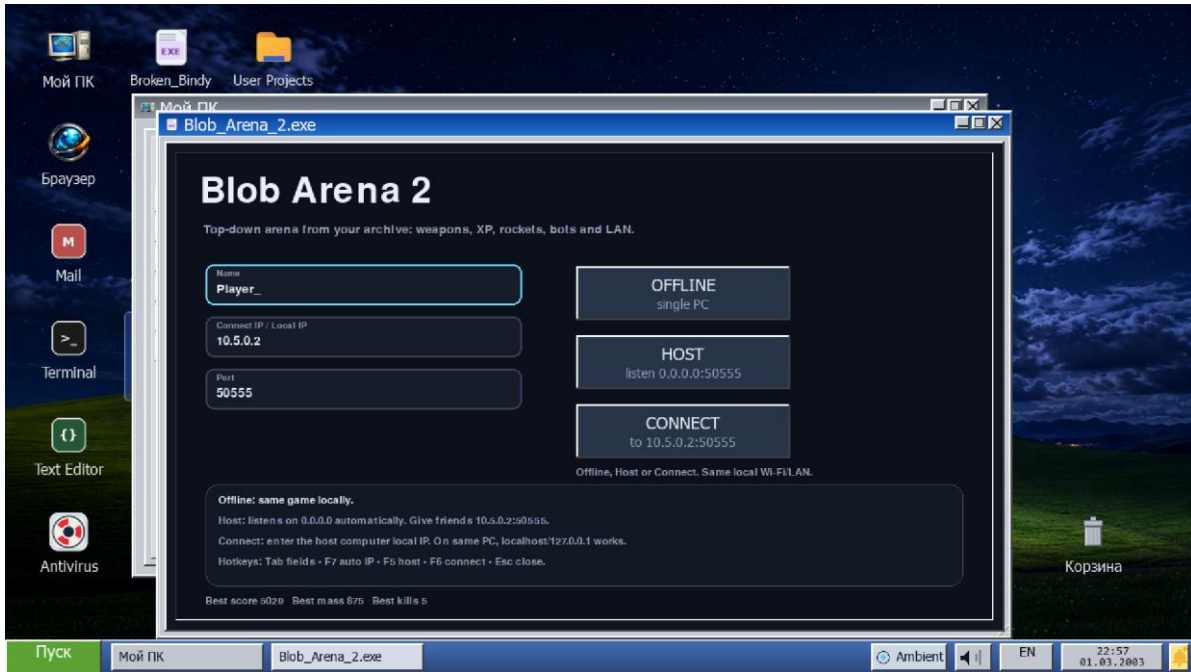 EXE
Мой ПК
Broken_Bindy
User Projects
Мой ПК
Blob_Arena_2.exe
Браузер
Blob Arena 2
Top-down arena from your archive: weapons, XP, rockets, bots and LAN.
M
Mail
Name
Player_
OFFLINE
single PC
Connect IP / Local IP
10.5.0.2
>_
Terminal
HOST
listen 0.0.0.0:50555
Port
50555
CONNECT
to 10.5.0.2:50555
{}
Text Editor
Offline, Host or Connect. Same local Wi-Fi/LAN.
Offline: same game locally.
Host: listens on 0.0.0.0 automatically. Give friends 10.5.0.2:50555.
Connect: enter the host computer local IP. On same PC, localhost/127.0.0.1 works.
Hotkeys: Tab fields • F7 auto IP • F5 host • F6 connect • Esc close.
Antivirus
Корзина
Best score 5029 Best mass 875 Best kills 5
Пуск
Мой ПК
Blob_Arena_2.exe
Ambient
EN
22:57
01.03.2003